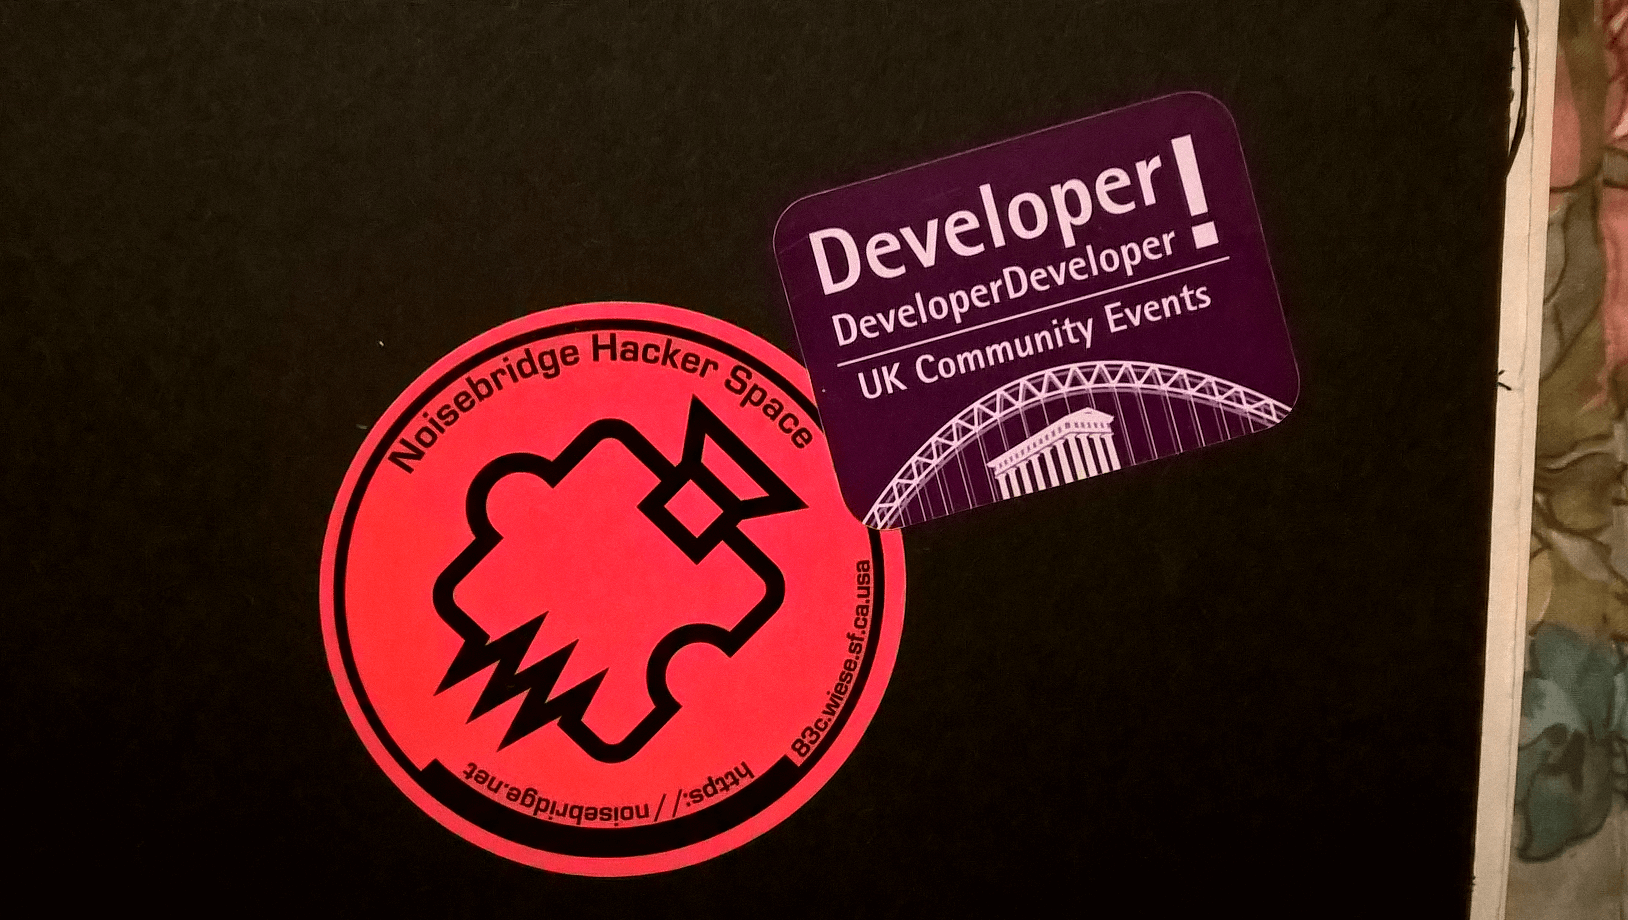 Developer!
DeveloperDeveloper
UK Community Events
Noisebridge Hacker Space
83c.wiese.sf.ca.usa
https://noisebridge.net